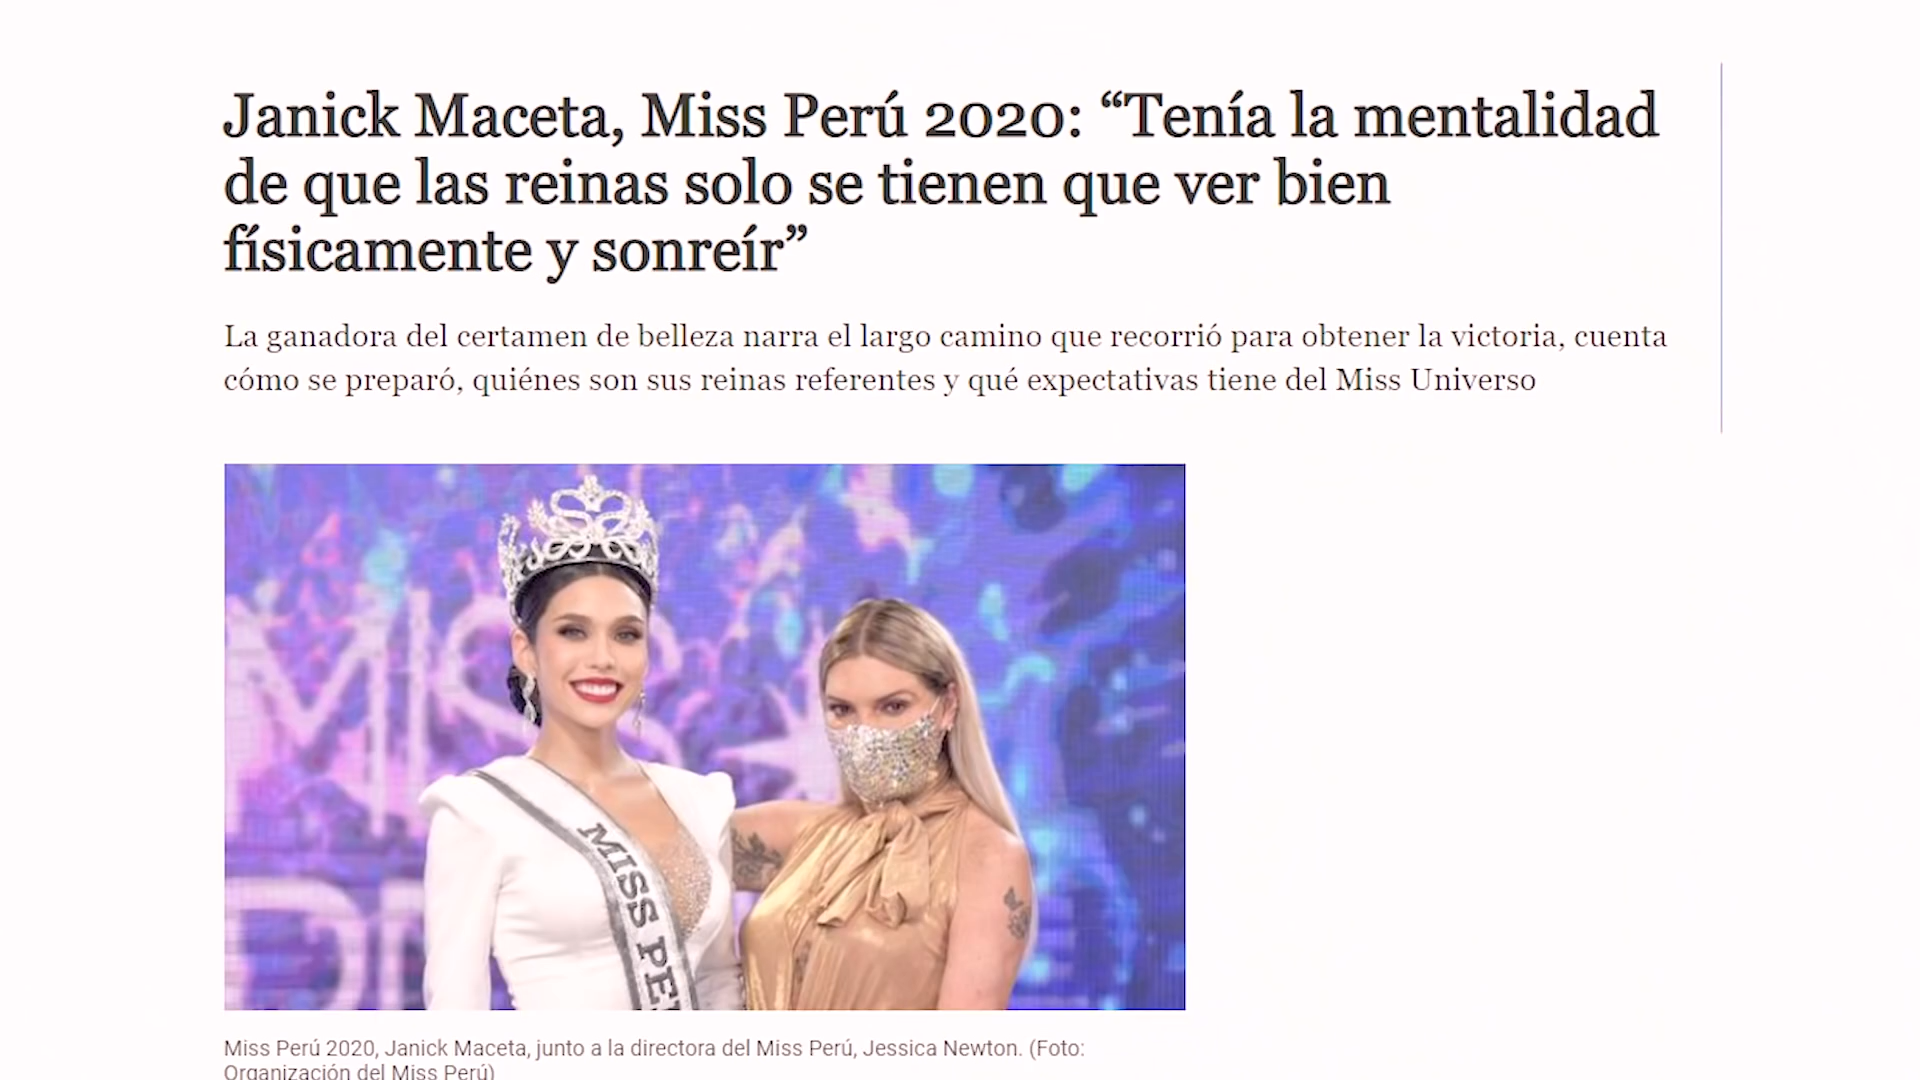 Janick Maceta, Miss Perú 2020: “Tenía la mentalidad
de que las reinas solo se tienen que ver bien
físicamente y sonreír”
La ganadora del certamen de belleza narra el largo camino que recorrió para obtener la victoria, cuenta
cómo se preparó, quiénes son sus reinas referentes y qué expectativas tiene del Miss Universo
MISS
MISS PE
Miss Perú 2020, Janick Maceta, junto a la directora del Miss Perú, Jessica Newton. (Foto:
Organización del Miss Perú)